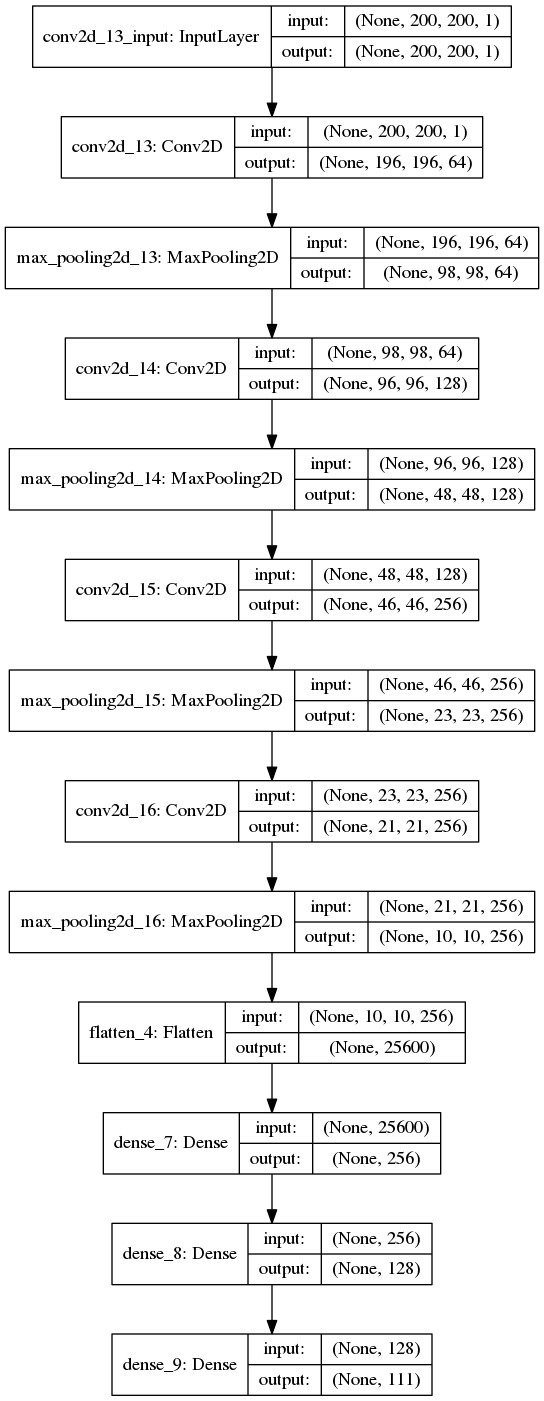 conv2d_13_input: InputLayer input: (None, 200, 200, 1)
output: (None, 200, 200, 1)
conv2d_13: Conv2D input: (None, 200, 200, 1)
output: (None, 196, 196, 64)
max_pooling2d_13: MaxPooling2D input: (None, 196, 196, 64)
output: (None, 98, 98, 64)
conv2d_14: Conv2D input: (None, 98, 98, 64)
output: (None, 96, 96, 128)
max_pooling2d_14: MaxPooling2D input: (None, 96, 96, 128)
output: (None, 48, 48, 128)
conv2d_15: Conv2D input: (None, 48, 48, 128)
output: (None, 46, 46, 256)
max_pooling2d_15: MaxPooling2D input: (None, 46, 46, 256)
output: (None, 23, 23, 256)
conv2d_16: Conv2D input: (None, 23, 23, 256)
output: (None, 21, 21, 256)
max_pooling2d_16: MaxPooling2D input: (None, 21, 21, 256)
output: (None, 10, 10, 256)
flatten_4: Flatten input: (None, 10, 10, 256)
output: (None, 25600)
dense_7: Dense input: (None, 25600)
output: (None, 256)
dense_8: Dense input: (None, 256)
output: (None, 128)
dense_9: Dense input: (None, 128)
output: (None, 111)